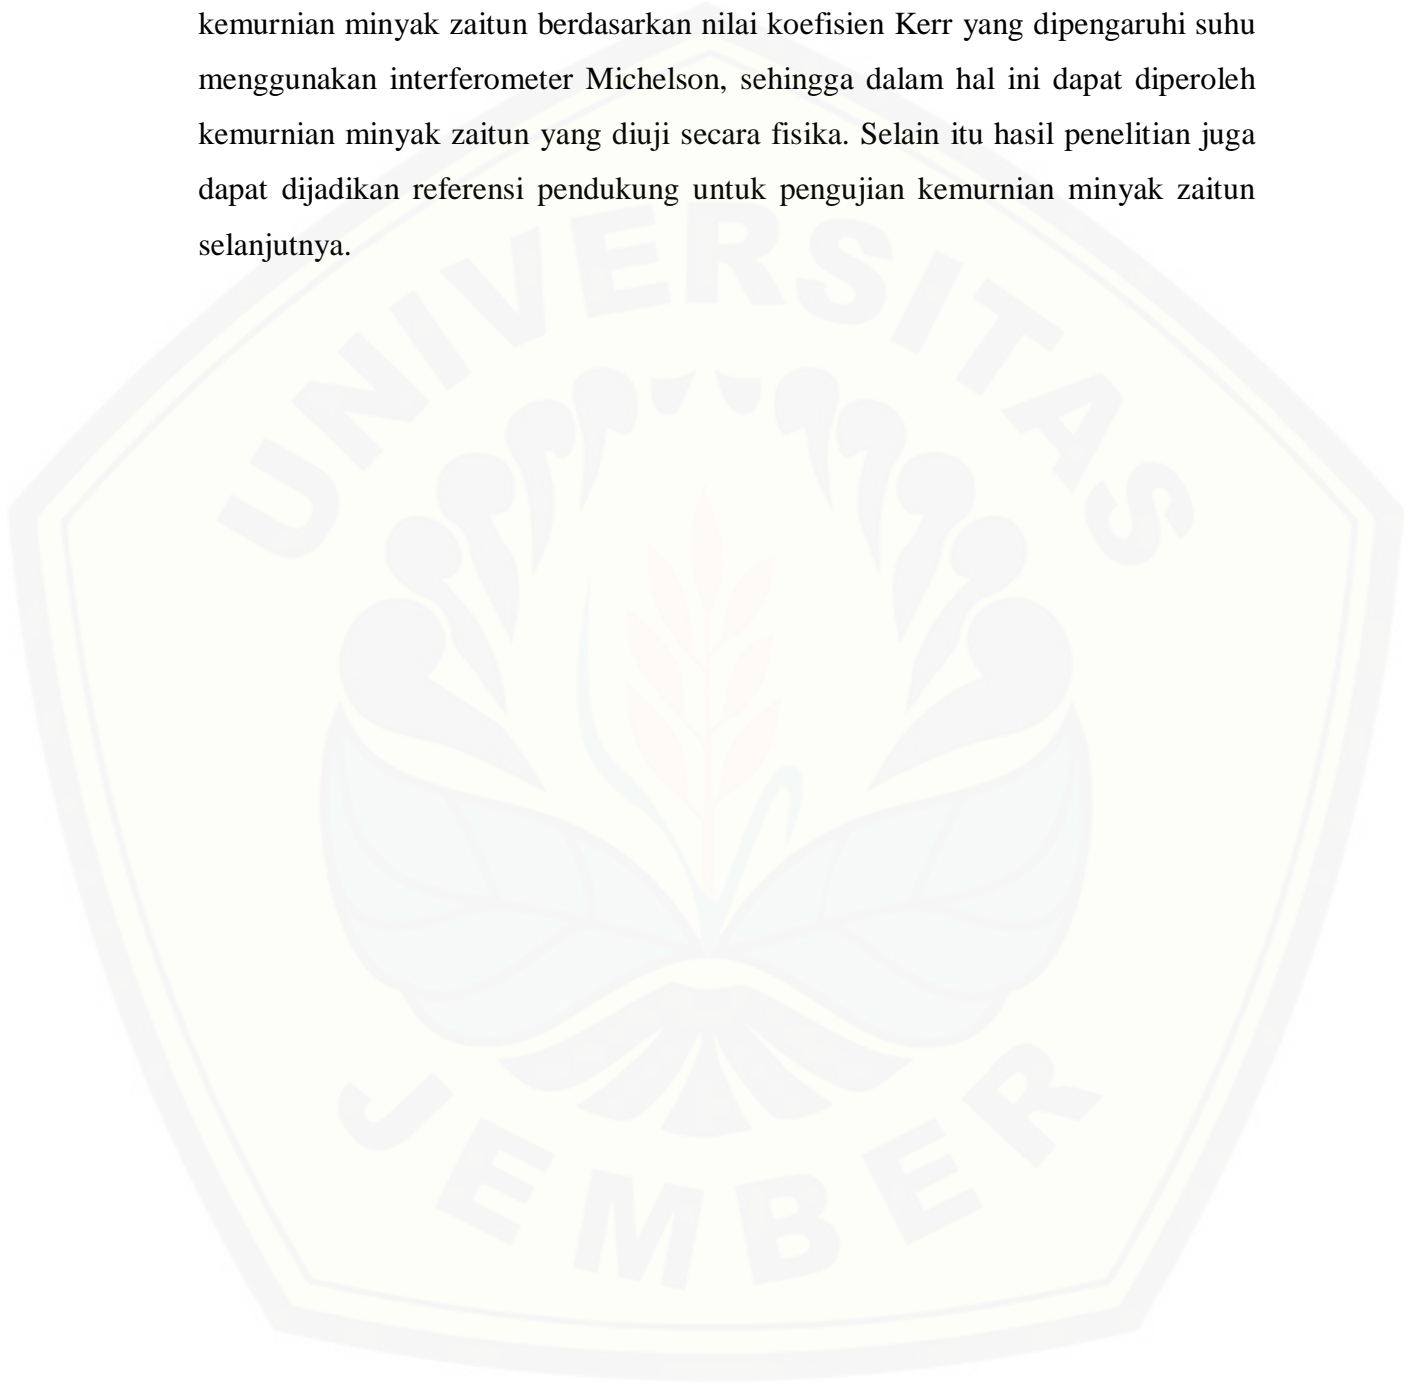 kemurnian minyak zaitun berdasarkan nilai koefisien Kerr yang dipengaruhi suhu
menggunakan interferometer Michelson, sehingga dalam hal ini dapat diperoleh
kemurnian minyak zaitun yang diuji secara fisika. Selain itu hasil penelitian juga
dapat dijadikan referensi pendukung untuk pengujian kemurnian minyak zaitun
selanjutnya.
UNIVERSITAS
JEMBER